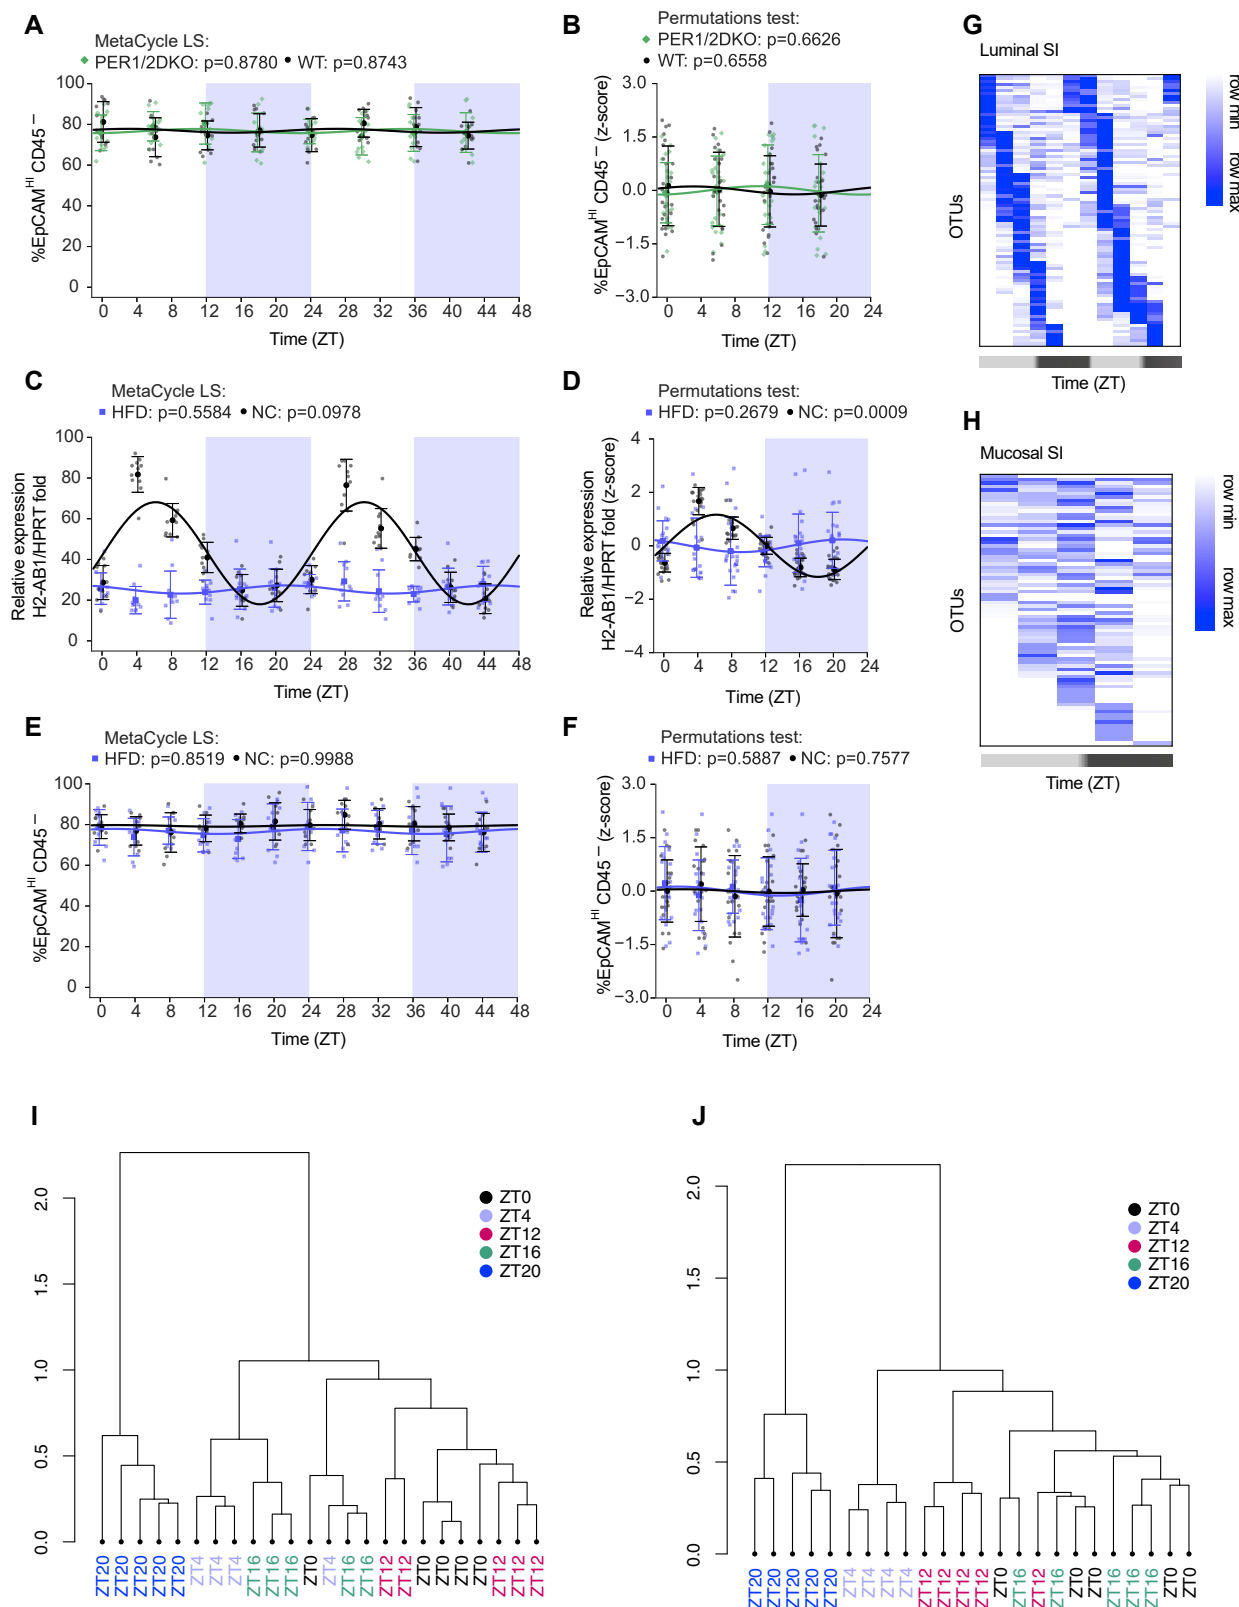 A
MetaCycle LS:
PER1/2DKO: p=0.8780 WT: p=0.8743
%EpCAM^HI CD45^−
100
80
60
40
20
0
0 4 8 12 16 20 24 28 32 36 40 44 48
Time (ZT)
B
Permutations test:
PER1/2DKO: p=0.6626
WT: p=0.6558
%EpCAM^HI CD45^− (z-score)
3.0
1.5
0.0
−1.5
−3.0
0 4 8 12 16 20 24
Time (ZT)
G
Luminal SI
OTUs
row min
row max
Time (ZT)
C
MetaCycle LS:
HFD: p=0.5584 NC: p=0.0978
Relative expression
H2-AB1/HPRT fold
100
80
60
40
20
0
0 4 8 12 16 20 24 28 32 36 40 44 48
Time (ZT)
D
Permutations test:
HFD: p=0.2679 NC: p=0.0009
Relative expression
H2-AB1/HPRT fold (z-score)
4
2
0
−2
−4
0 4 8 12 16 20 24
Time (ZT)
H
Mucosal SI
OTUs
row min
row max
Time (ZT)
E
MetaCycle LS:
HFD: p=0.8519 NC: p=0.9988
%EpCAM^HI CD45^−
100
80
60
40
20
0
0 4 8 12 16 20 24 28 32 36 40 44 48
Time (ZT)
F
Permutations test:
HFD: p=0.5887 NC: p=0.7577
%EpCAM^HI CD45^− (z-score)
3.0
1.5
0.0
−1.5
−3.0
0 4 8 12 16 20 24
Time (ZT)
I
2.0
1.5
1.0
0.5
0.0
ZT0
ZT4
ZT12
ZT16
ZT20
ZT20 ZT20 ZT20 ZT20 ZT20 ZT4 ZT4 ZT4 ZT16 ZT16 ZT16 ZT0 ZT4 ZT16 ZT16 ZT12 ZT12 ZT0 ZT0 ZT0 ZT0 ZT12 ZT12 ZT12
J
2.0
1.5
1.0
0.5
0.0
ZT0
ZT4
ZT12
ZT16
ZT20
ZT20 ZT20 ZT20 ZT20 ZT20 ZT4 ZT4 ZT4 ZT4 ZT12 ZT12 ZT12 ZT12 ZT0 ZT16 ZT12 ZT16 ZT0 ZT0 ZT16 ZT16 ZT16 ZT0 ZT0